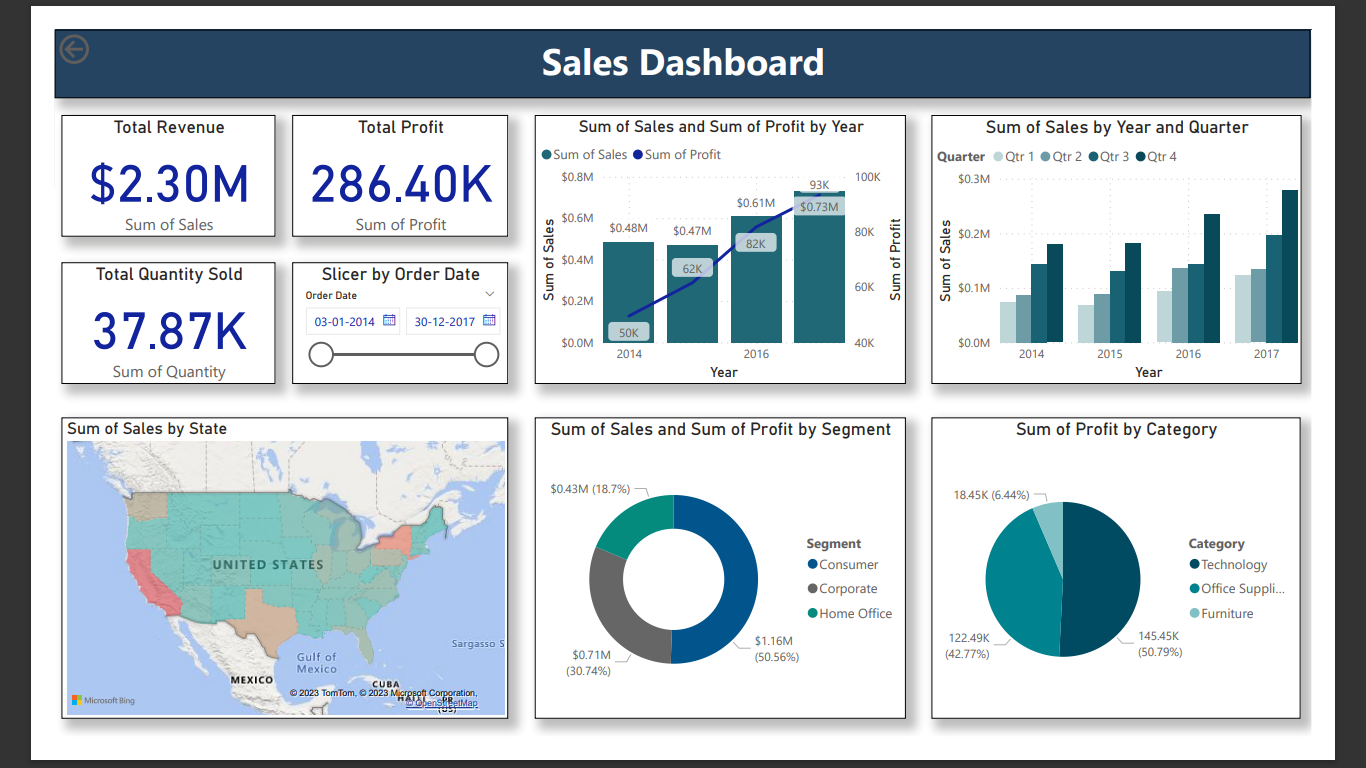 Sales Dashboard
Total Revenue
$2.30M
Sum of Sales
Total Profit
286.40K
Sum of Profit
Total Quantity Sold
37.87K
Sum of Quantity
Slicer by Order Date
Order Date
03-01-2014
30-12-2017
Sum of Sales and Sum of Profit by Year
Sum of Sales
Sum of Profit
$0.8M
$0.6M
$0.4M
$0.2M
$0.0M
Sum of Sales
$0.48M
$0.47M
$0.61M
$0.73M
50K
62K
82K
93K
100K
80K
60K
40K
Sum of Profit
2014
2016
Year
Sum of Sales by Year and Quarter
Quarter
Qtr 1
Qtr 2
Qtr 3
Qtr 4
$0.3M
$0.2M
$0.1M
$0.0M
Sum of Sales
2014
2015
2016
2017
Year
Sum of Sales by State
UNITED STATES
Sargasso S
Gulf of
Mexico
MEXICO
CUBA
HAITI
PR
(US)
© 2023 TomTom, © 2023 Microsoft Corporation,
© OpenStreetMap
Microsoft Bing
Sum of Sales and Sum of Profit by Segment
$0.43M (18.7%)
$0.71M
(30.74%)
$1.16M
(50.56%)
Segment
Consumer
Corporate
Home Office
Sum of Profit by Category
18.45K (6.44%)
122.49K
(42.77%)
145.45K
(50.79%)
Category
Technology
Office Suppli...
Furniture